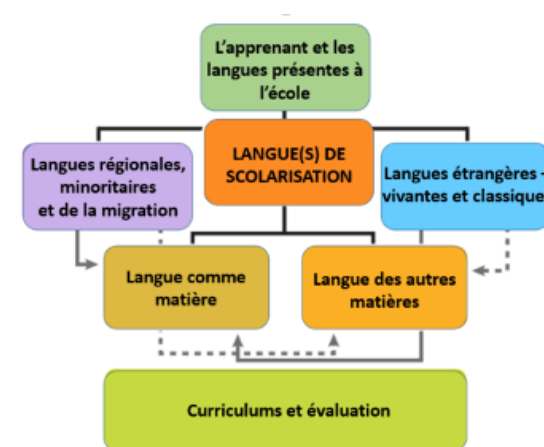 L'apprenant et les
langues présentes à
l'école
LANGUE(S) DE
SCOLARISATION
Langues régionales,
minoritaires
et de la migration
Langues étrangères -
vivantes et classique
Langue comme
matière
Langue des autres
matières
Curriculums et évaluation